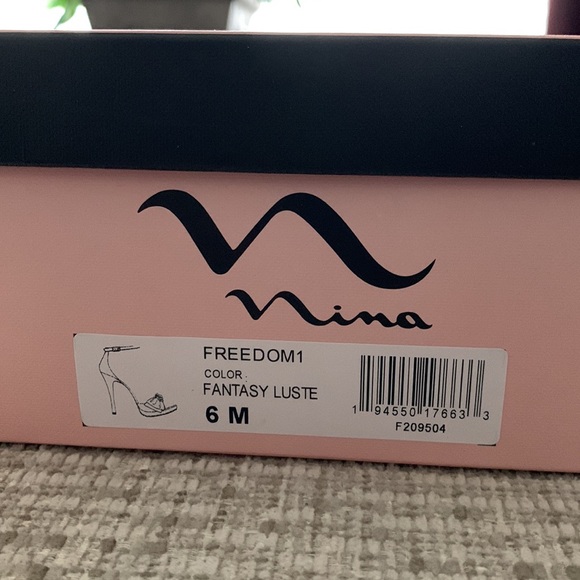 Nina
FREEDOM1
COLOR
FANTASY LUSTE
6 M
1 94550 17663 3
F209504